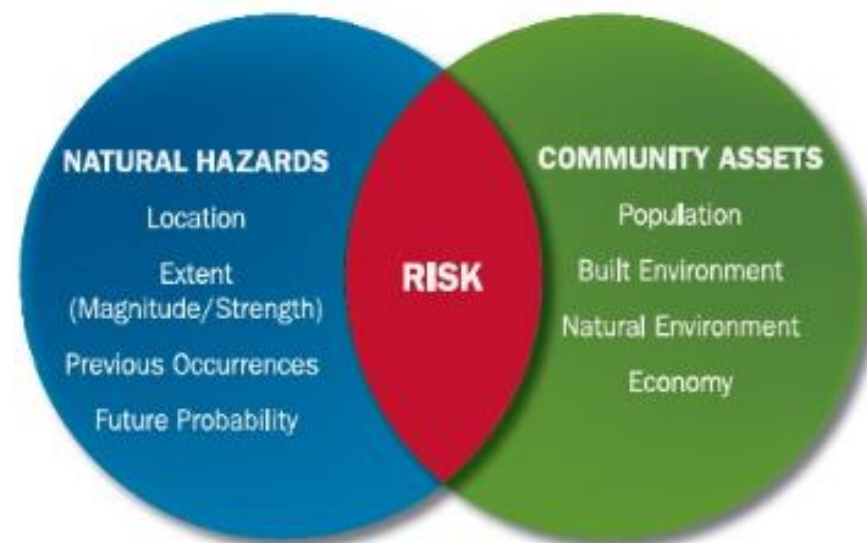 NATURAL HAZARDS
Location
Extent
(Magnitude/Strength)
Previous Occurrences
Future Probability
RISK
COMMUNITY ASSETS
Population
Built Environment
Natural Environment
Economy